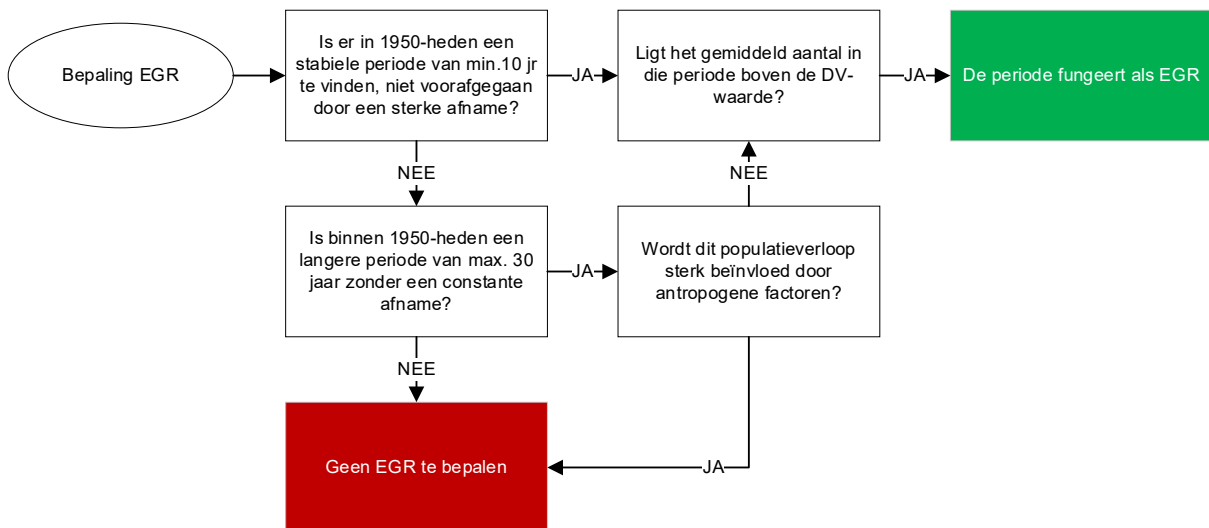 Bepaling EGR
Is er in 1950-heden een
stabiele periode van min.10 jr
te vinden, niet voorafgegaan
door een sterke afname?
JA
Ligt het gemiddeld aantal in
die periode boven de DV-
waarde?
JA
De periode fungeert als EGR
NEE
NEE
Is binnen 1950-heden een
langere periode van max. 30
jaar zonder een constante
afname?
JA
Wordt dit populatieverloop
sterk beïnvloed door
antropogene factoren?
NEE
Geen EGR te bepalen
JA